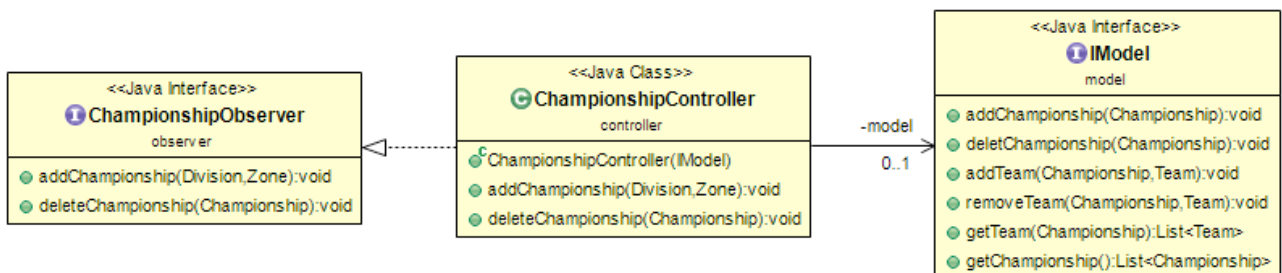 <<Java Interface>>
ChampionshipObserver
observer
addChampionship(Division,Zone):void
deleteChampionship(Championship):void
<<Java Class>>
ChampionshipController
controller
ChampionshipController(IModel)
addChampionship(Division,Zone):void
deleteChampionship(Championship):void
-model
0..1
<<Java Interface>>
IModel
model
addChampionship(Championship):void
deletChampionship(Championship):void
addTeam(Championship,Team):void
removeTeam(Championship,Team):void
getTeam(Championship):List<Team>
getChampionship():List<Championship>